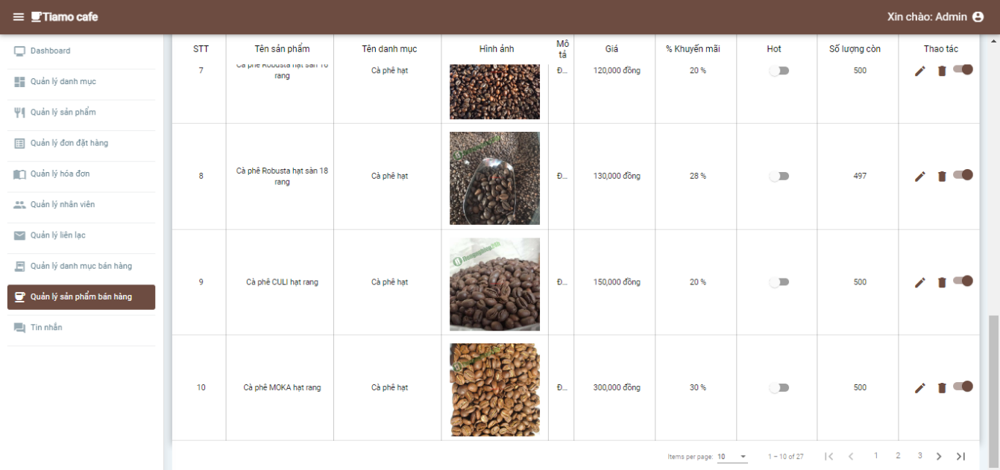 Tiamo cafe
Xin chào: Admin
Dashboard
Quản lý danh mục
Quản lý sản phẩm
Quản lý đơn đặt hàng
Quản lý hóa đơn
Quản lý nhân viên
Quản lý liên lạc
Quản lý danh mục bán hàng
Quản lý sản phẩm bán hàng
Tin nhắn
STT Tên sản phẩm Tên danh mục Hình ảnh Mô tả Giá % Khuyến mãi Hot Số lượng còn Thao tác
7 Cà phê Robusta hạt sàn 16 rang Cà phê hạt Đ... 120,000 đồng 20 % 500
8 Cà phê Robusta hạt sàn 18 rang Cà phê hạt Đ... 130,000 đồng 28 % 497
9 Cà phê CULI hạt rang Cà phê hạt Đ... 150,000 đồng 20 % 500
10 Cà phê MOKA hạt rang Cà phê hạt Đ... 300,000 đồng 30 % 500
Items per page: 10 1 – 10 of 27 1 2 3